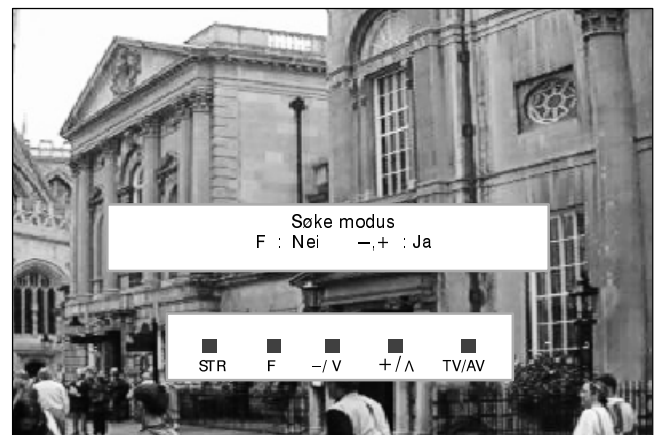 Søke modus
F : Nei –,+ : Ja
STR F –/ V +/ʌ TV/AV